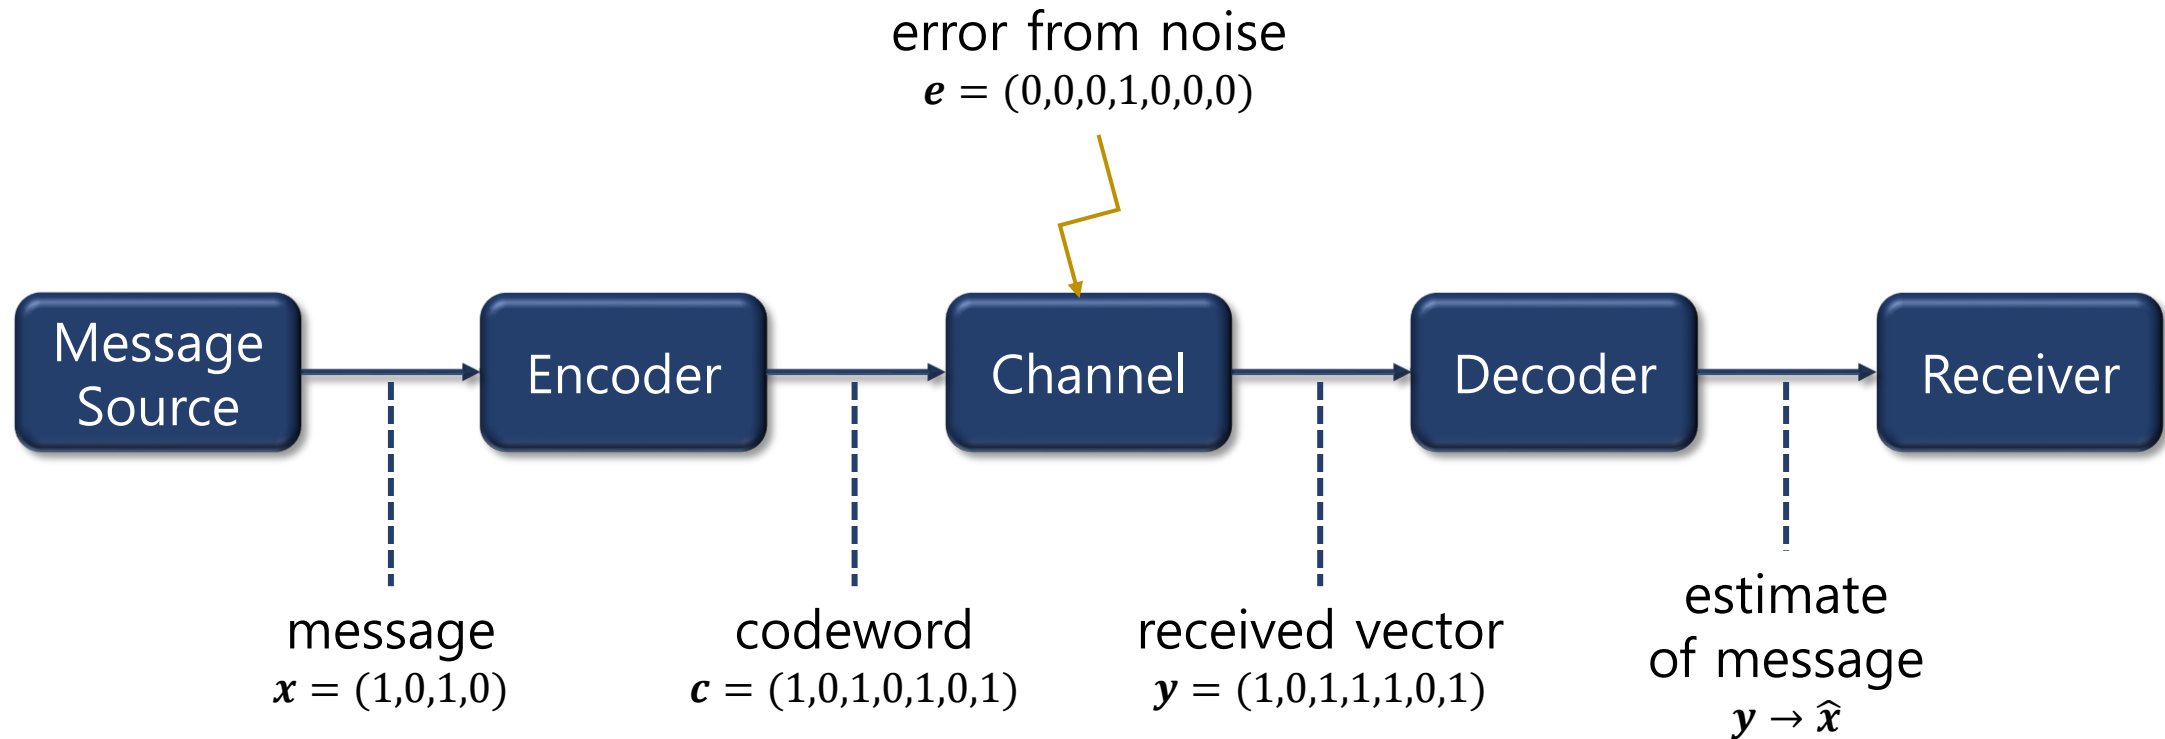 error from noise
𝒆 = (0,0,0,1,0,0,0)
Message
Source
Encoder
Channel
Decoder
Receiver
message
𝒙 = (1,0,1,0)
codeword
𝒄 = (1,0,1,0,1,0,1)
received vector
𝒚 = (1,0,1,1,1,0,1)
estimate
of message
𝒚 → 𝒙̂